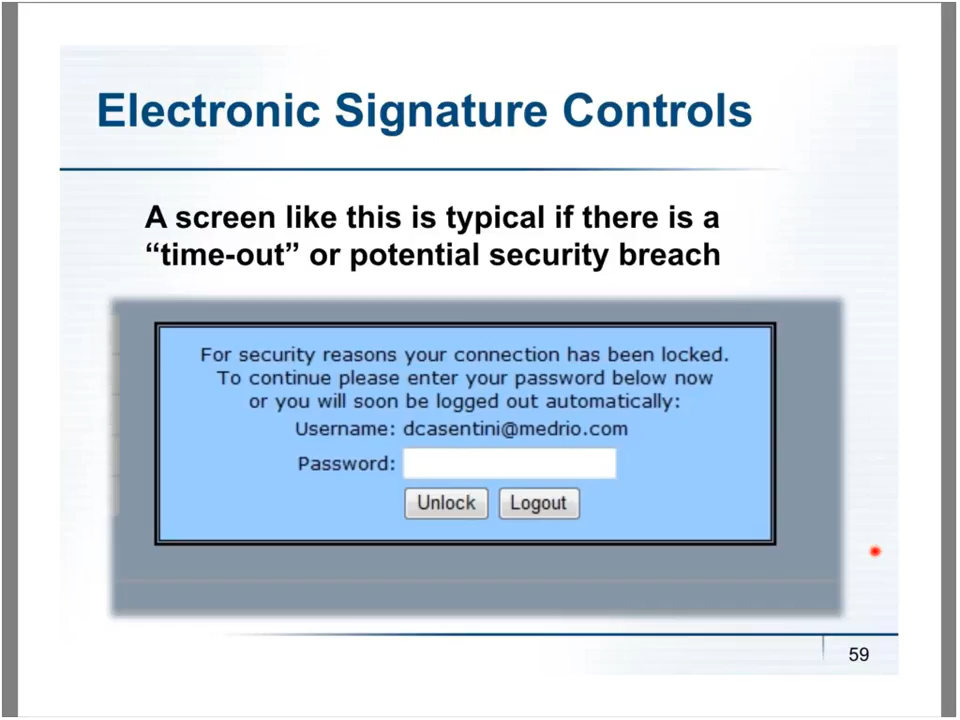 Electronic Signature Controls
A screen like this is typical if there is a
“time-out” or potential security breach
For security reasons your connection has been locked.
To continue please enter your password below now
or you will soon be logged out automatically:
Username: dcasentini@medrio.com
Password:
Unlock Logout
59